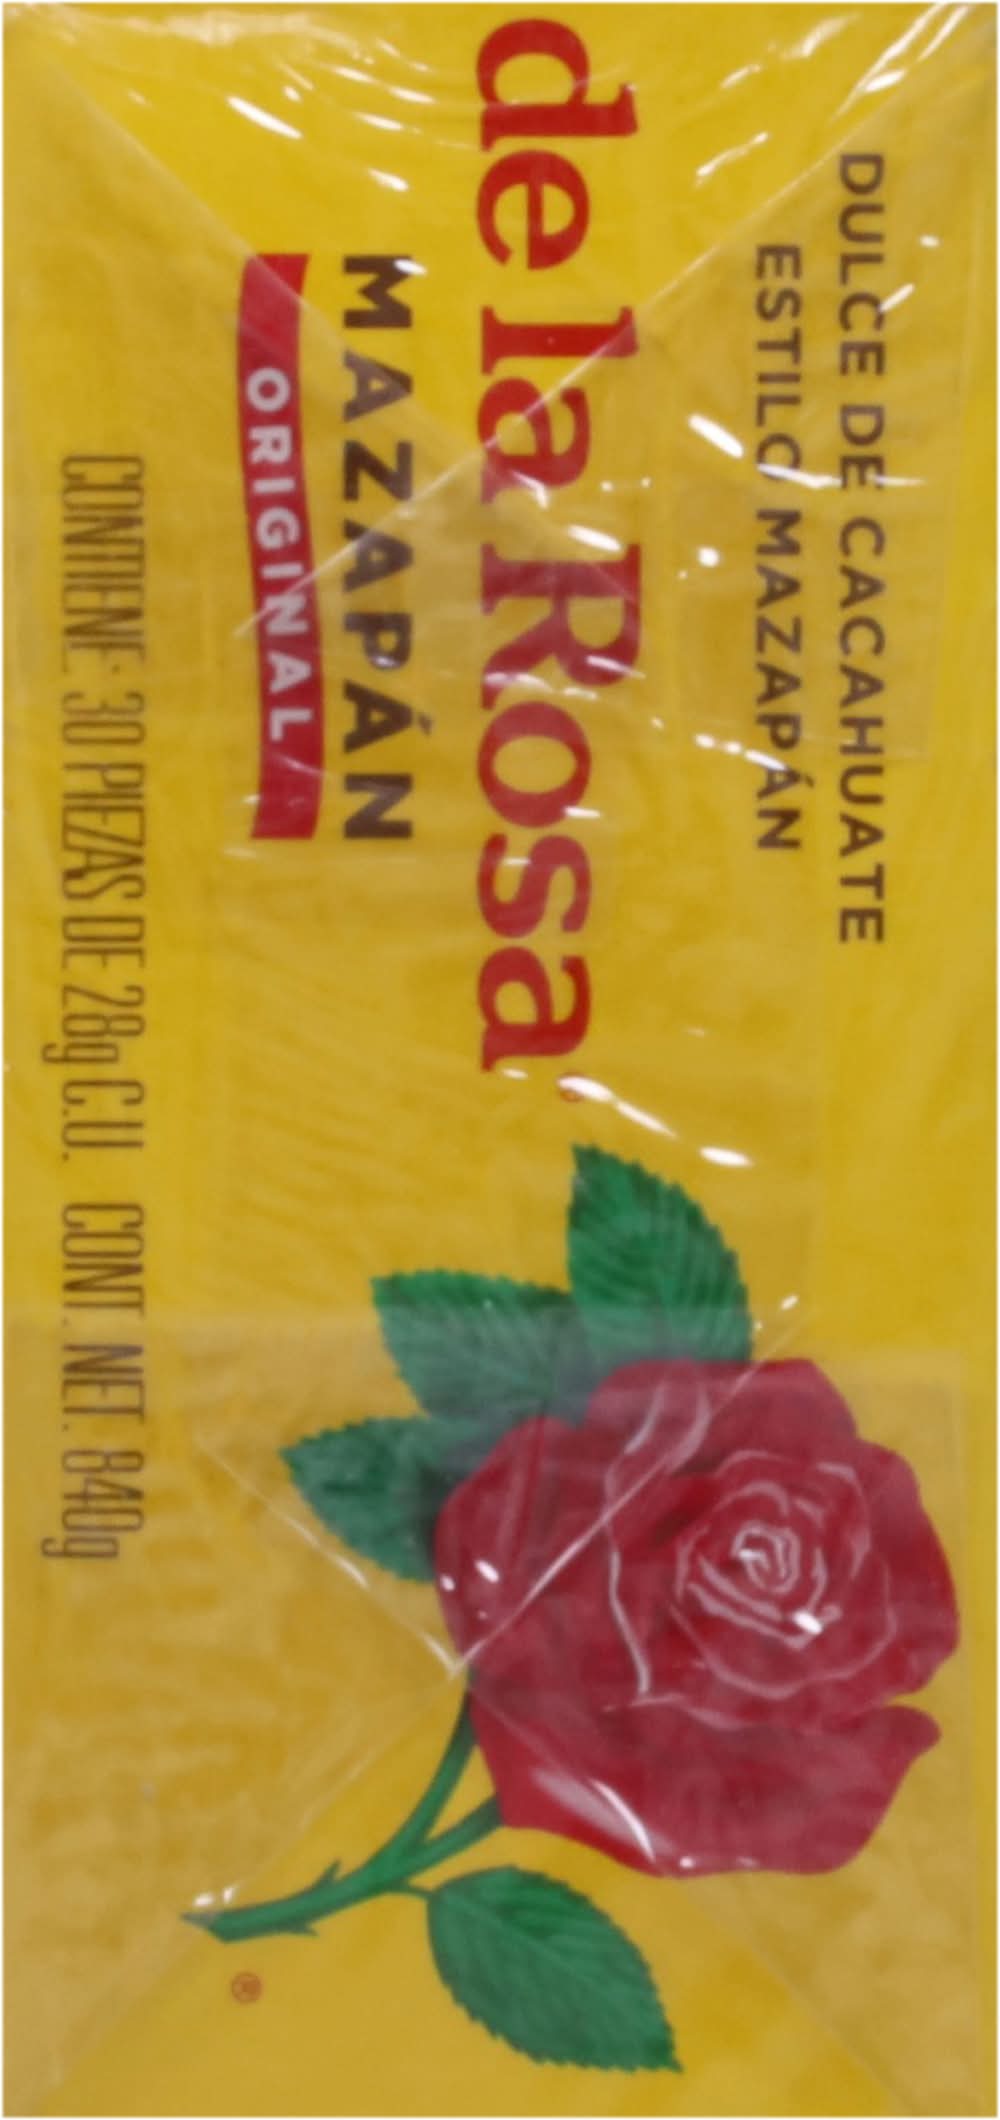 DULCE DE CACAHUATE
ESTILO MAZAPÁN
de la Rosa®
MAZAPÁN
ORIGINAL
CONTIENE: 30 PIEZAS DE 28g C.U. CONT. NET. 840g
®